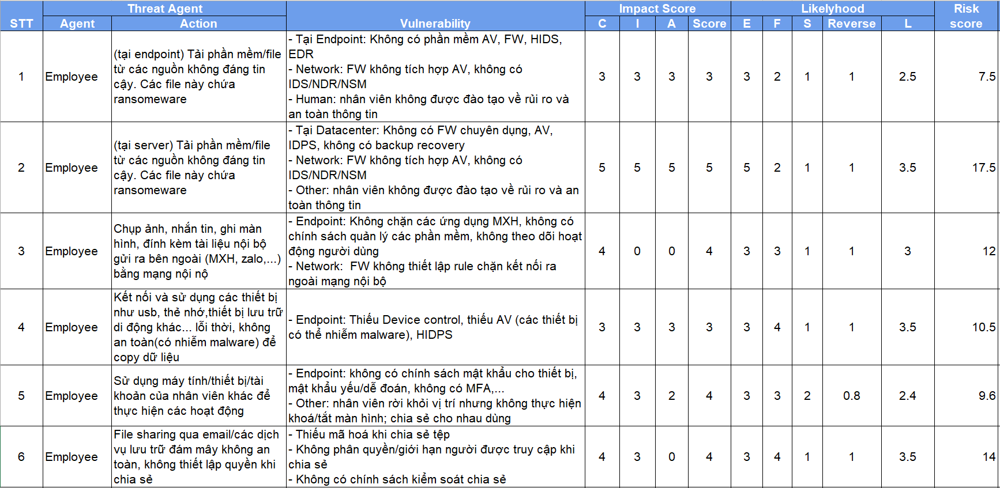 Threat Agent Impact Score Likelyhood Risk
STT Agent Action Vulnerability C I A Score E F S Reverse L score
1
Employee
(tại endpoint) Tải phần mềm/file
từ các nguồn không đáng tin
cậy. Các file này chứa
ransomeware
- Tại Endpoint: Không có phần mềm AV, FW, HIDS,
EDR
- Network: FW không tích hợp AV, không có
IDS/NDR/NSM
- Human: nhân viên không được đào tạo về rủi ro và
an toàn thông tin
3 3 3 3 3 2 1 1 2.5 7.5
2
Employee
(tại server) Tải phần mềm/file
từ các nguồn không đáng tin
cậy. Các file này chứa
ransomeware
- Tại Datacenter: Không có FW chuyên dụng, AV,
IDPS, không có backup recovery
- Network: FW không tích hợp AV, không có
IDS/NDR/NSM
- Other: nhân viên không được đào tạo về rủi ro và an
toàn thông tin
5 5 5 5 5 2 1 1 3.5 17.5
3
Employee
Chụp ảnh, nhắn tin, ghi màn
hình, đính kèm tài liệu nội bộ
gửi ra bên ngoài (MXH, zalo,...)
bằng mạng nội nộ
- Endpoint: Không chặn các ứng dụng MXH, không có
chính sách quản lý các phần mềm, không theo dõi hoạt
động người dùng
- Network:  FW không thiết lập rule chặn kết nối ra
ngoài mạng nội bộ
4 0 0 4 3 3 1 1 3 12
4
Employee
Kết nối và sử dụng các thiết bị
như usb, thẻ nhớ,thiết bị lưu trữ
di động khác... lỗi thời, không
an toàn(có nhiễm malware) để
copy dữ liệu
- Endpoint: Thiếu Device control, thiếu AV (các thiết bị
có thể nhiễm malware), HIDPS
3 3 3 3 3 4 1 1 3.5 10.5
5
Employee
Sử dụng máy tính/thiết bị/tài
khoản của nhân viên khác để
thực hiện các hoạt động
- Endpoint: không có chính sách mật khẩu cho thiết bị,
mật khẩu yếu/dễ đoán, không có MFA,...
- Other: nhân viên rời khỏi vị trí nhưng không thực hiện
khoá/tắt màn hình; chia sẻ cho nhau dùng
4 3 2 4 3 3 2 0.8 2.4 9.6
6
Employee
File sharing qua email/các dịch
vụ lưu trữ đám mây không an
toàn, không thiết lập quyền khi
chia sẻ
- Thiếu mã hoá khi chia sẻ tệp
- Không phân quyền/giới hạn người được truy cập khi
chia sẻ
- Không có chính sách kiểm soát chia sẻ
4 3 0 4 3 4 1 1 3.5 14